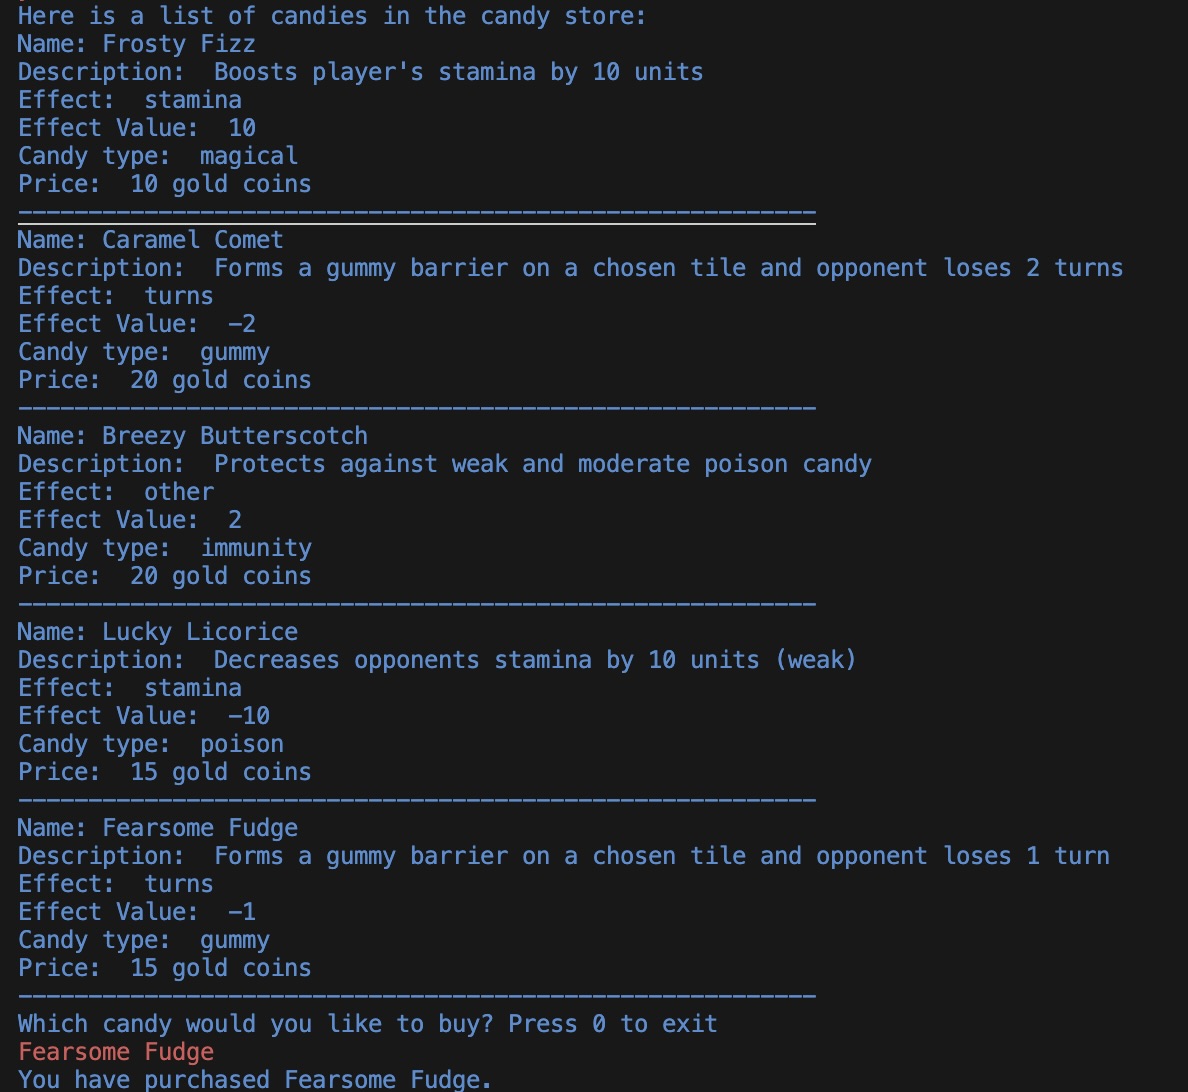 Here is a list of candies in the candy store:
Name: Frosty Fizz
Description:  Boosts player's stamina by 10 units
Effect:  stamina
Effect Value:  10
Candy type:  magical
Price:  10 gold coins
---------------------------------------------------------
Name: Caramel Comet
Description:  Forms a gummy barrier on a chosen tile and opponent loses 2 turns
Effect:  turns
Effect Value:  -2
Candy type:  gummy
Price:  20 gold coins
---------------------------------------------------------
Name: Breezy Butterscotch
Description:  Protects against weak and moderate poison candy
Effect:  other
Effect Value:  2
Candy type:  immunity
Price:  20 gold coins
---------------------------------------------------------
Name: Lucky Licorice
Description:  Decreases opponents stamina by 10 units (weak)
Effect:  stamina
Effect Value:  -10
Candy type:  poison
Price:  15 gold coins
---------------------------------------------------------
Name: Fearsome Fudge
Description:  Forms a gummy barrier on a chosen tile and opponent loses 1 turn
Effect:  turns
Effect Value:  -1
Candy type:  gummy
Price:  15 gold coins
---------------------------------------------------------
Which candy would you like to buy? Press 0 to exit
Fearsome Fudge
You have purchased Fearsome Fudge.